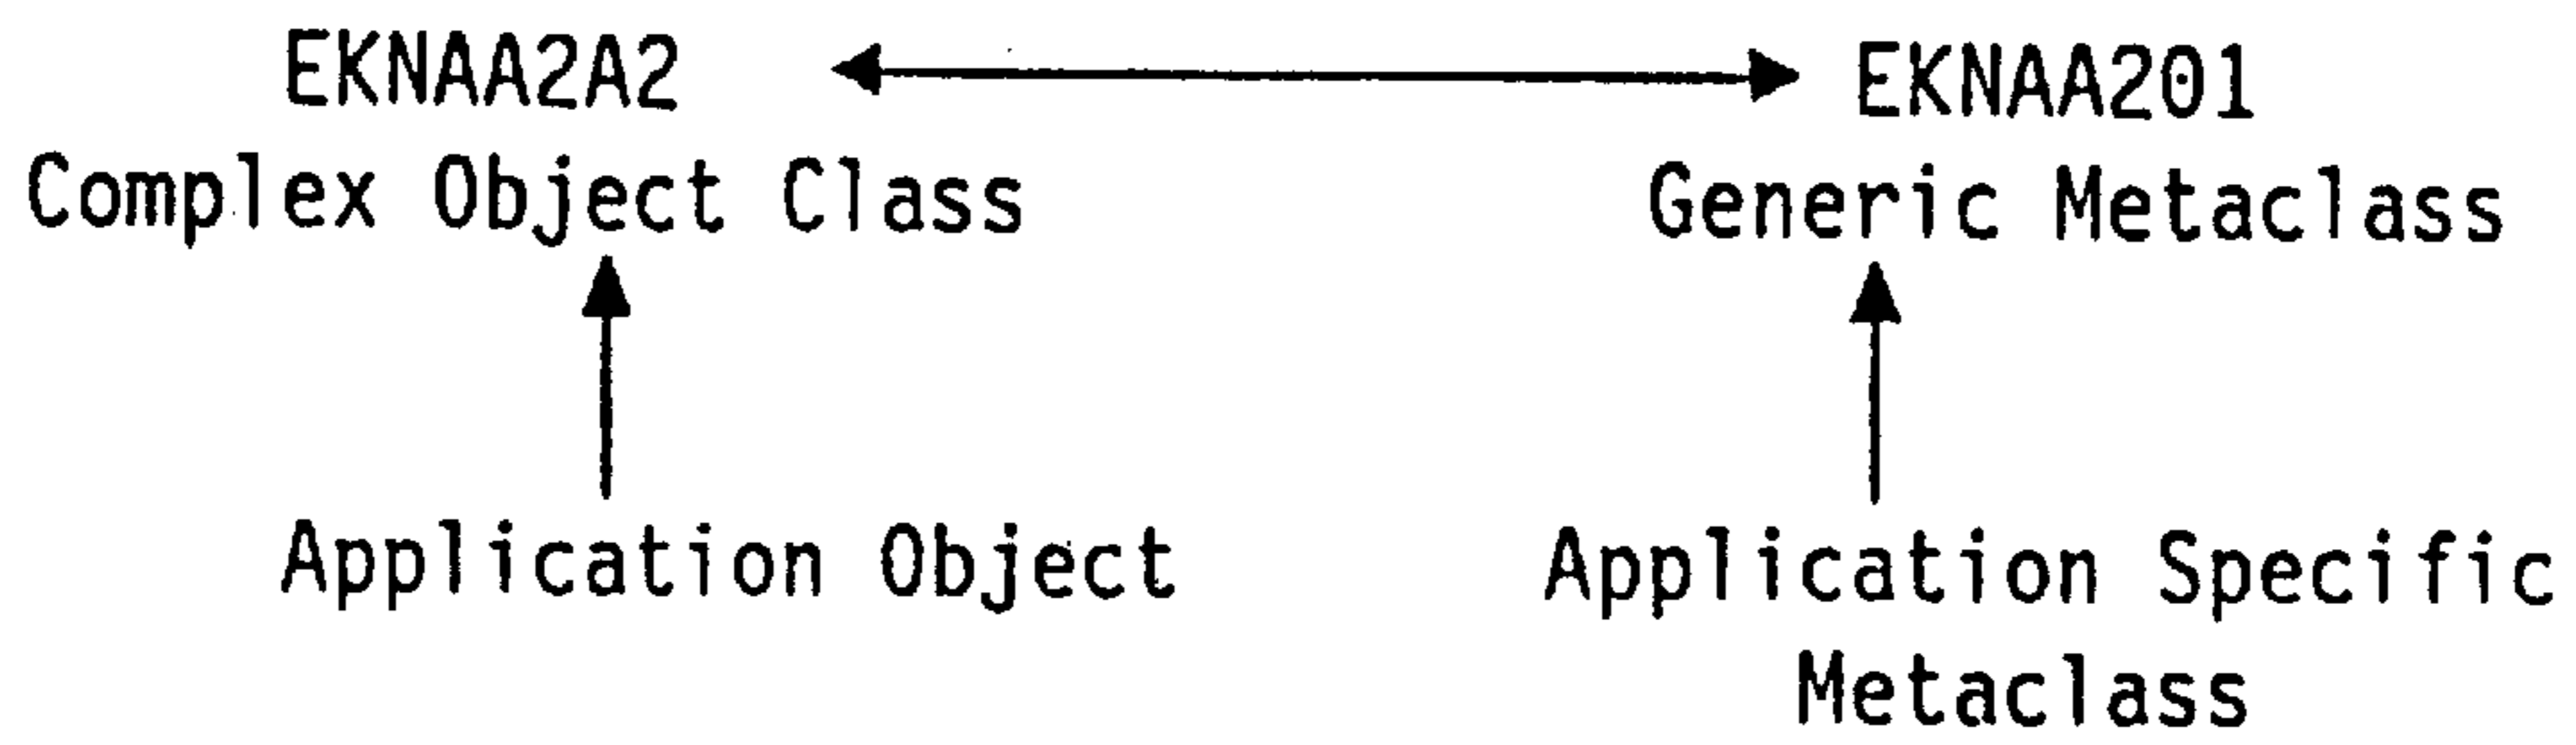 EKNAA2A2 EKNAA201
Complex Object Class Generic Metaclass
Application Object Application Specific
Metaclass